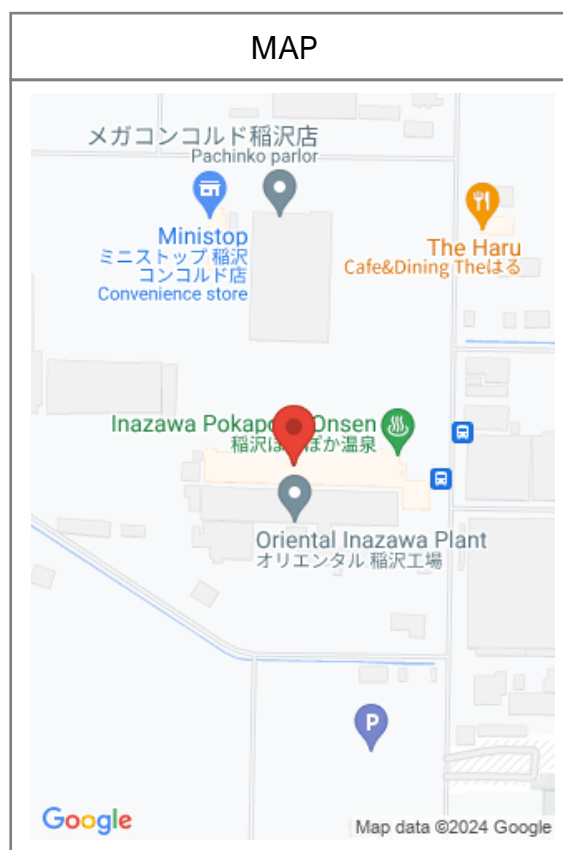 MAP
メガコンコルド稲沢店
Pachinko parlor
Ministop
ミニストップ 稲沢
コンコルド店
Convenience store
The Haru
Cafe&Dining Theはる
Inazawa Onsen
稲沢 ぽか温泉
Oriental Inazawa Plant
オリエンタル 稲沢工場
P
Google
Map data ©2024 Google